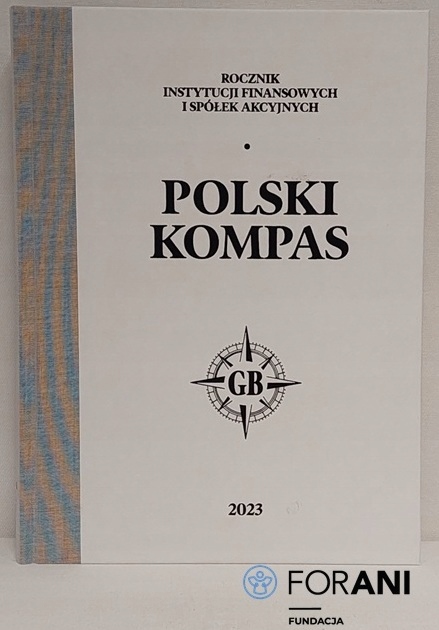 ROCZNIK
INSTYTUCJI FINANSOWYCH
I SPÓŁEK AKCYJNYCH
POLSKI
KOMPAS
GB
2023
FORANI
FUNDACJA